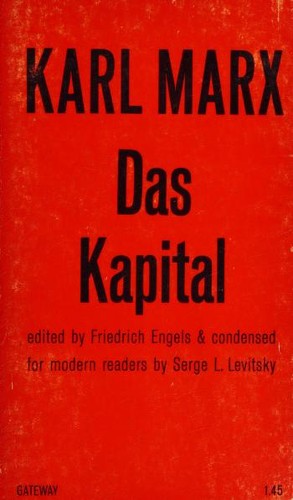 KARL MARX
Das
Kapital
edited by Friedrich Engels & condensed
for modern readers by Serge L. Levitsky
GATEWAY 1.45